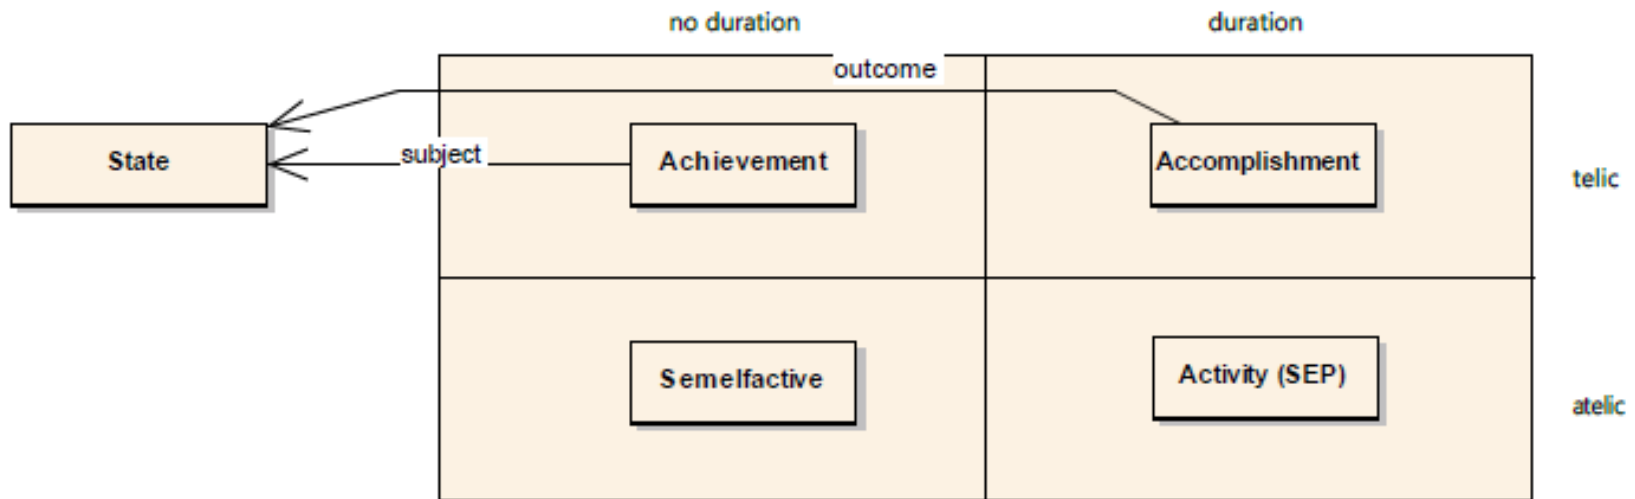 no duration
duration
outcome
State
subject
Achievement
Accomplishment
telic
Semelfactive
Activity (SEP)
atelic